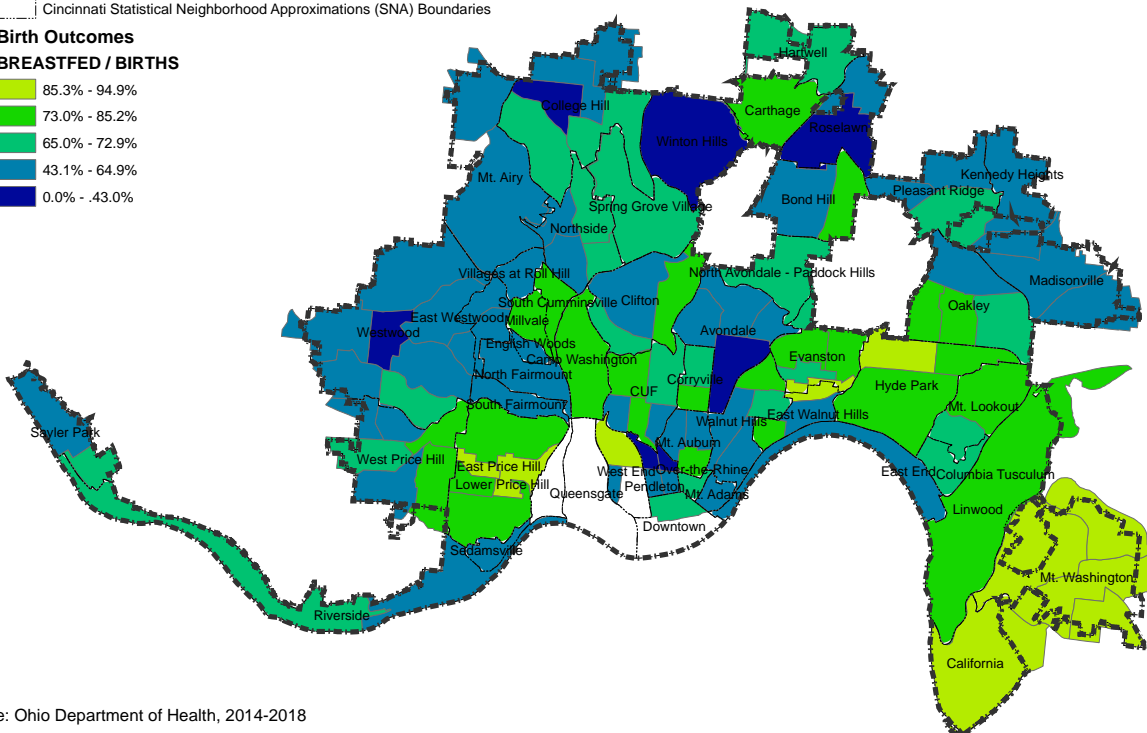 Cincinnati Statistical Neighborhood Approximations (SNA) Boundaries
Birth Outcomes
BREASTFED / BIRTHS
85.3% - 94.9%
73.0% - 85.2%
65.0% - 72.9%
43.1% - 64.9%
0.0% - .43.0%
Hartwell
College Hill
Carthage
Roselawn
Winton Hills
Mt. Airy
Kennedy Heights
Pleasant Ridge
Bond Hill
Spring Grove Village
Northside
Villages at Roll Hill
North Avondale - Paddock Hills
Madisonville
South Cumminsville
Clifton
Oakley
East Westwood
Millvale
Westwood
Avondale
English Woods
Camp Washington
Evanston
North Fairmount
Corryville
Hyde Park
CUF
South Fairmount
Mt. Lookout
Walnut Hills
East Walnut Hills
Sayler Park
Mt. Auburn
West Price Hill
East Price Hill
West End
Over-the-Rhine
East End
Columbia Tusculum
Lower Price Hill
Pendleton
Queensgate
Mt. Adams
Linwood
Downtown
Sedamsville
Mt. Washington
Riverside
California
e: Ohio Department of Health, 2014-2018